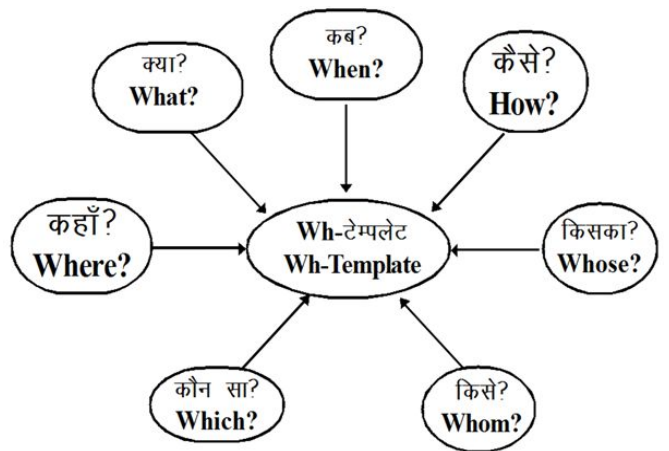 क्या?
What?
कब?
When?
कैसे?
How?
कहाँ?
Where?
Wh-टेम्पलेट
Wh-Template
किसका?
Whose?
कौन सा?
Which?
किसे?
Whom?